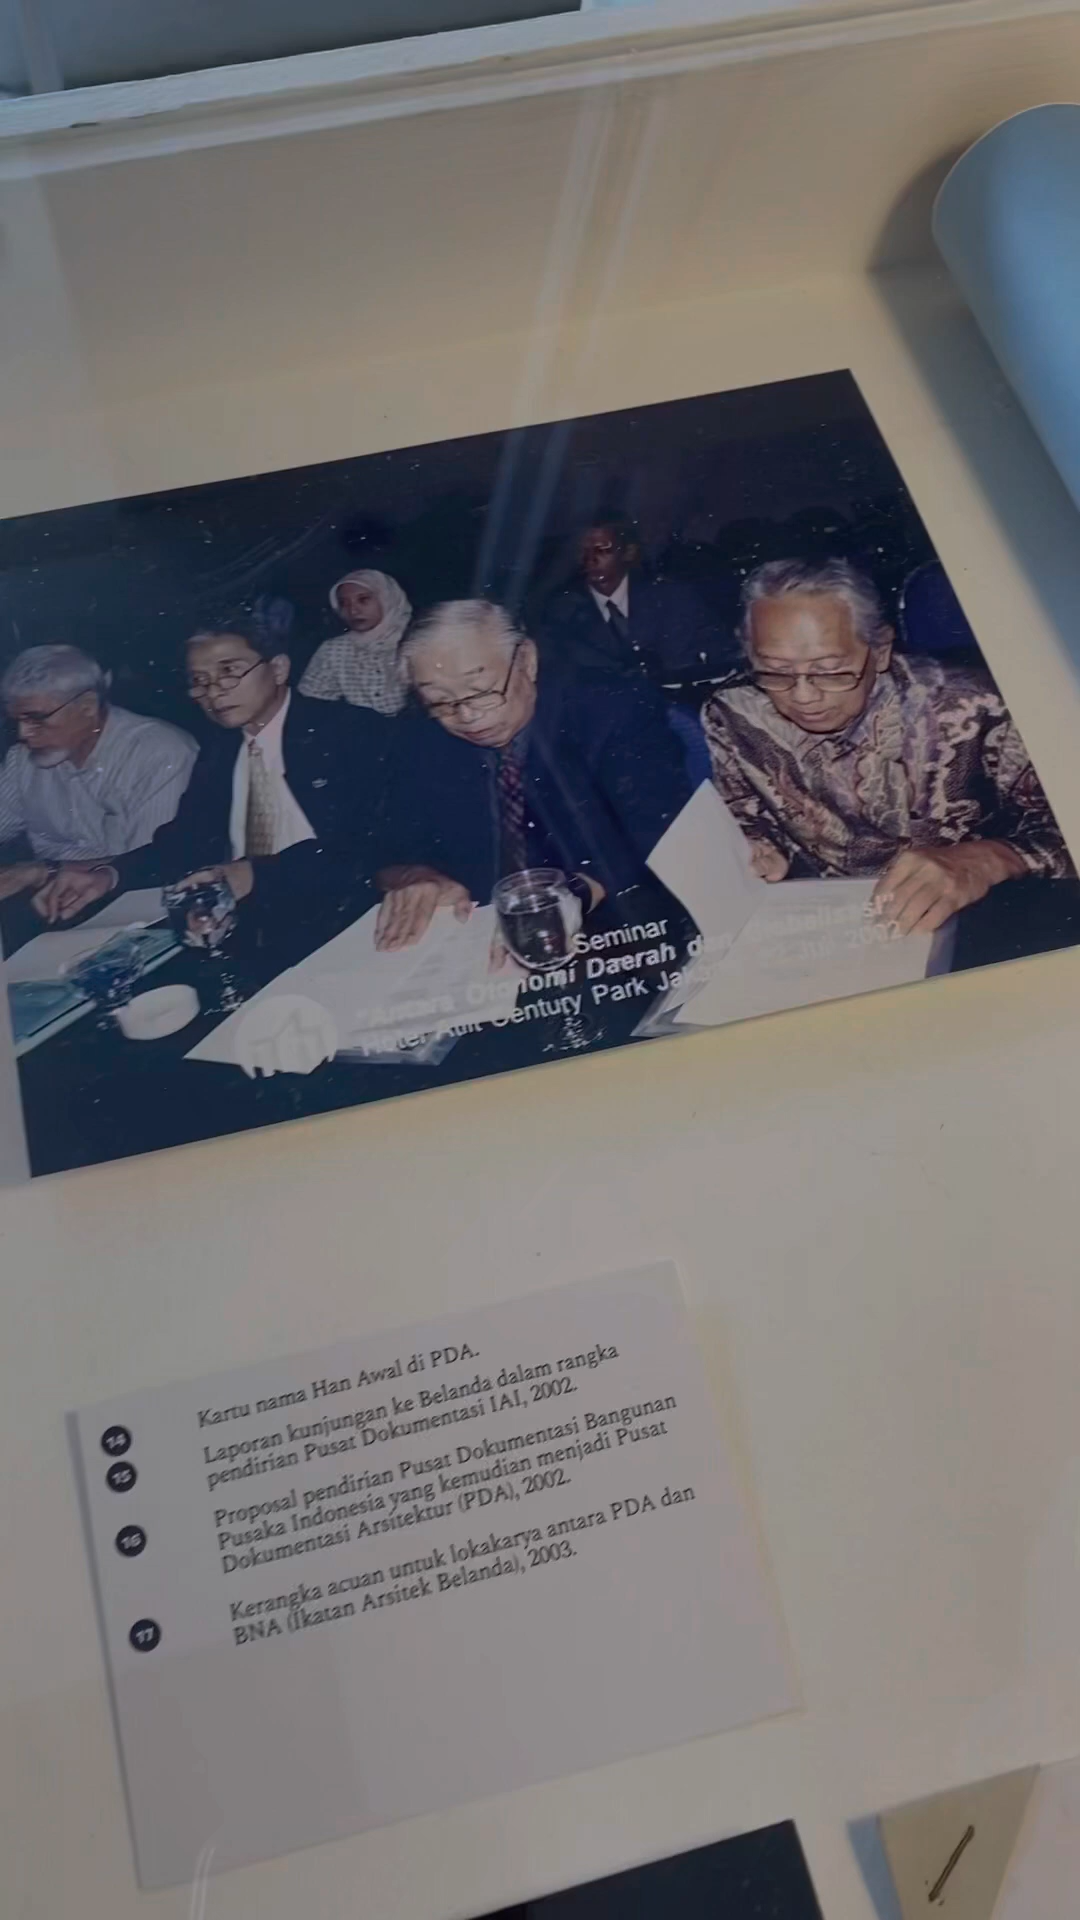 Seminar
"Antara Otonomi Daerah dan Globalisasi"
Hotel Atlit Century Park Jakarta, Juli 2002
Kartu nama Han Awal di PDA.
14
Laporan kunjungan ke Belanda dalam rangka
15
pendirian Pusat Dokumentasi IAI, 2002.
Proposal pendirian Pusat Dokumentasi Bangunan
16
Pusaka Indonesia yang kemudian menjadi Pusat
Dokumentasi Arsitektur (PDA), 2002.
Kerangka acuan untuk lokakarya antara PDA dan
17
BNA (Ikatan Arsitek Belanda), 2003.